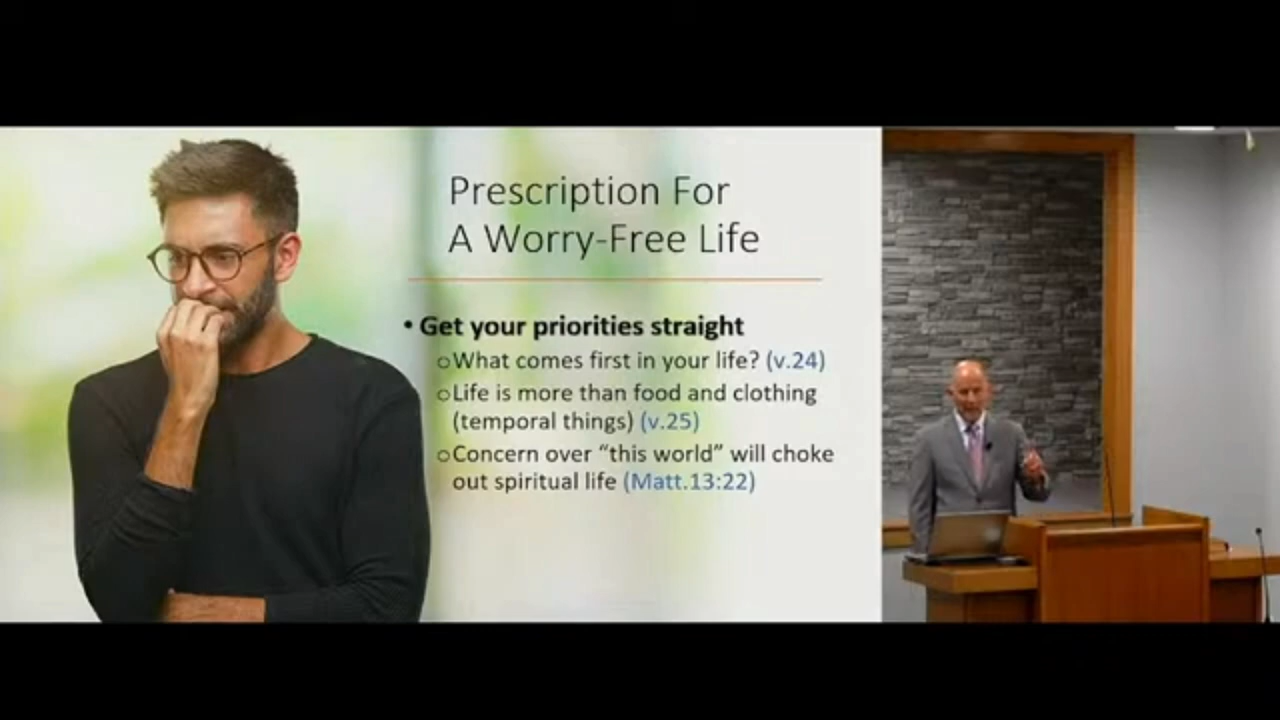 Prescription For
A Worry-Free Life
• Get your priorities straight
o What comes first in your life? (v.24)
o Life is more than food and clothing
(temporal things) (v.25)
o Concern over “this world” will choke
out spiritual life (Matt.13:22)